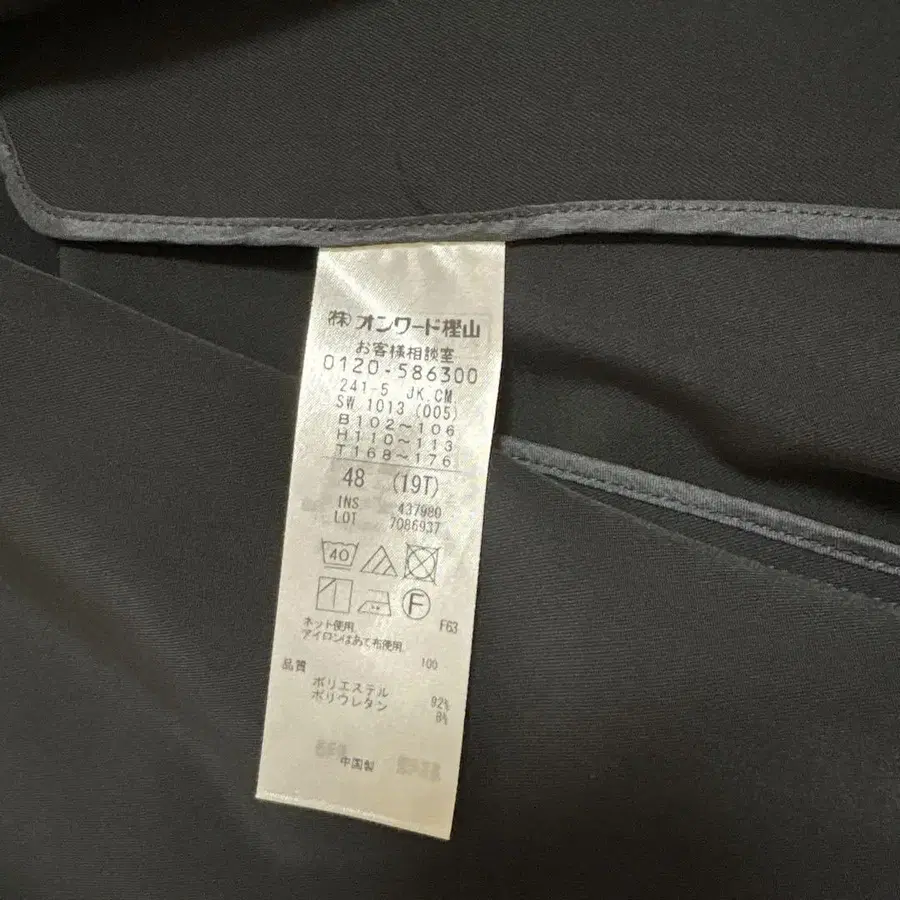 ㈱オンワード樫山
お客様相談室
0120-586300
241-5 JK.CM
SW 1013 (005)
B102～106
H110～113
T168～176
48 (19T)
INS 437980
LOT 7086937
40
F
F63
ネット使用
アイロンはあて布使用
100
品質
ポリエステル 92%
ポリウレタン 8%
中国製